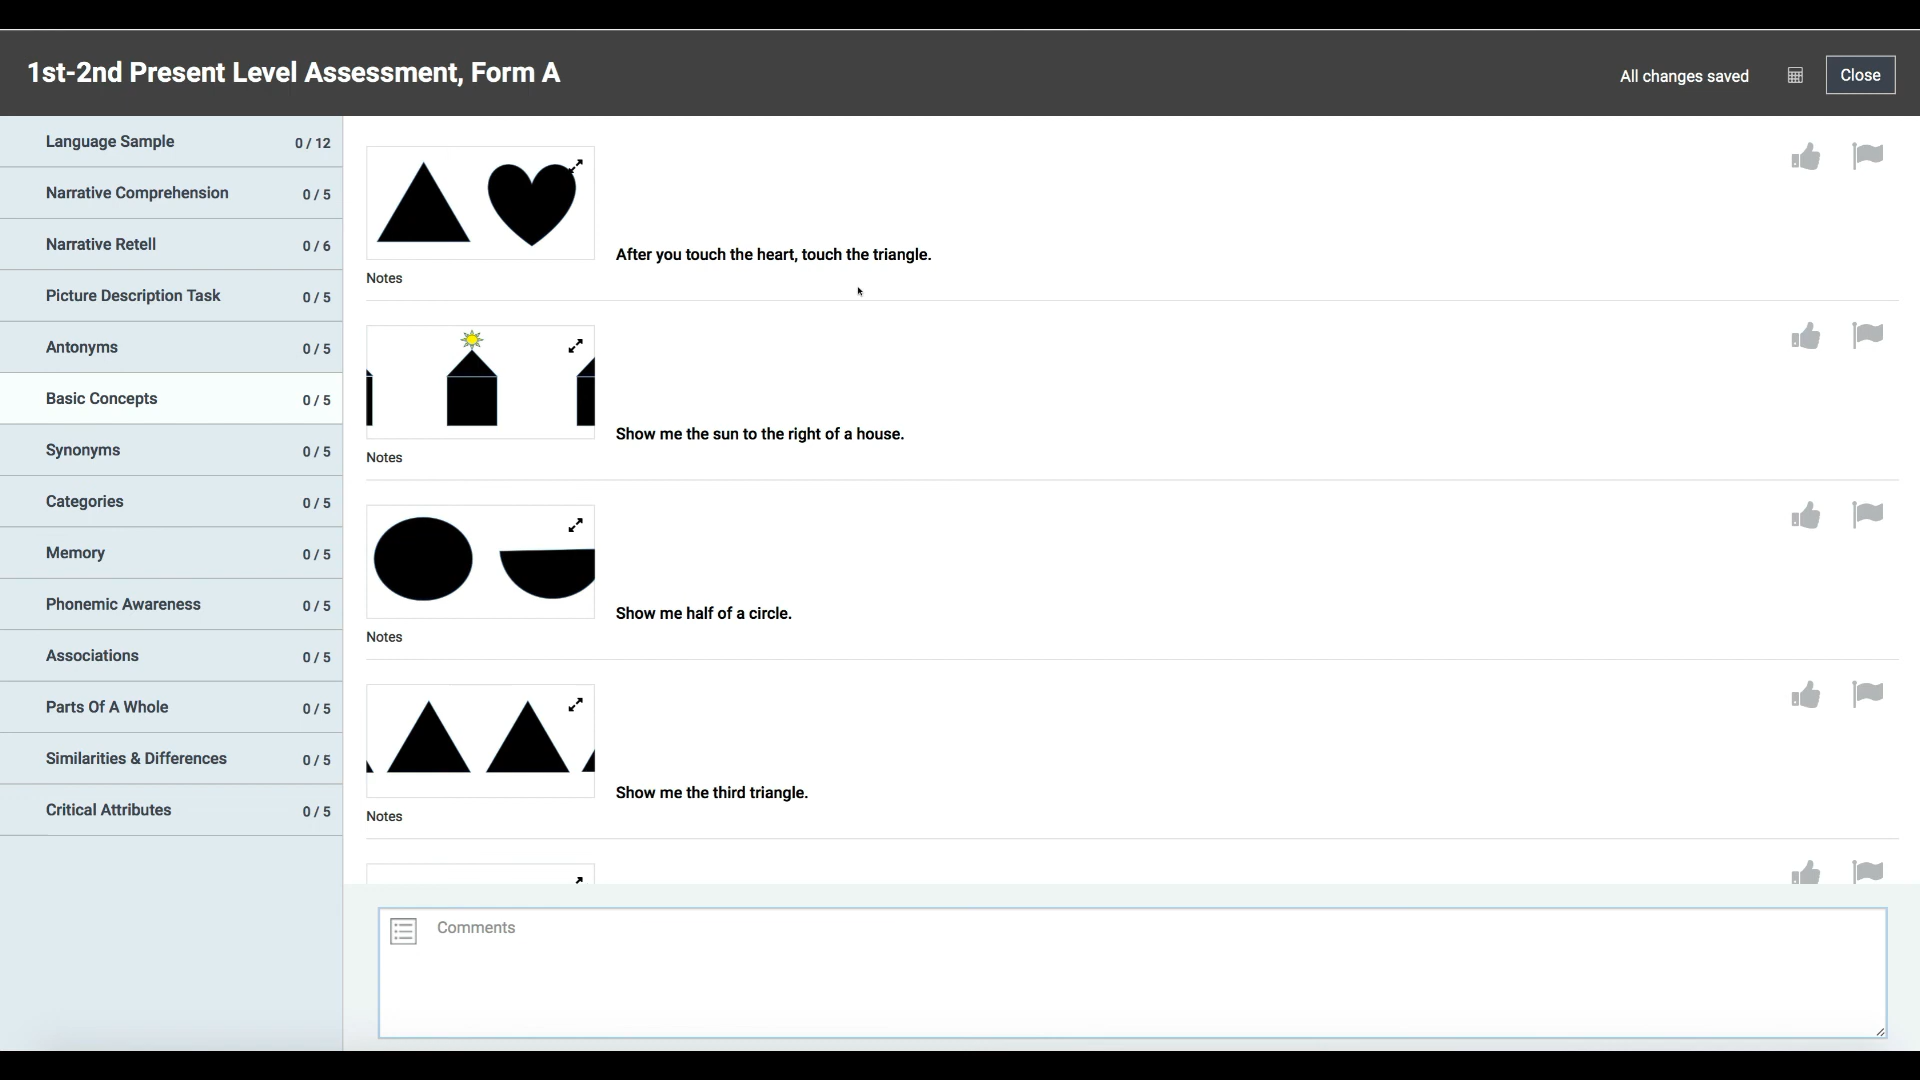 1st-2nd Present Level Assessment, Form A
All changes saved
Close
Language Sample 0 / 12
Narrative Comprehension 0 / 5
Narrative Retell 0 / 6
Picture Description Task 0 / 5
Antonyms 0 / 5
Basic Concepts 0 / 5
Synonyms 0 / 5
Categories 0 / 5
Memory 0 / 5
Phonemic Awareness 0 / 5
Associations 0 / 5
Parts Of A Whole 0 / 5
Similarities & Differences 0 / 5
Critical Attributes 0 / 5
After you touch the heart, touch the triangle.
Notes
Show me the sun to the right of a house.
Notes
Show me half of a circle.
Notes
Show me the third triangle.
Notes
Comments